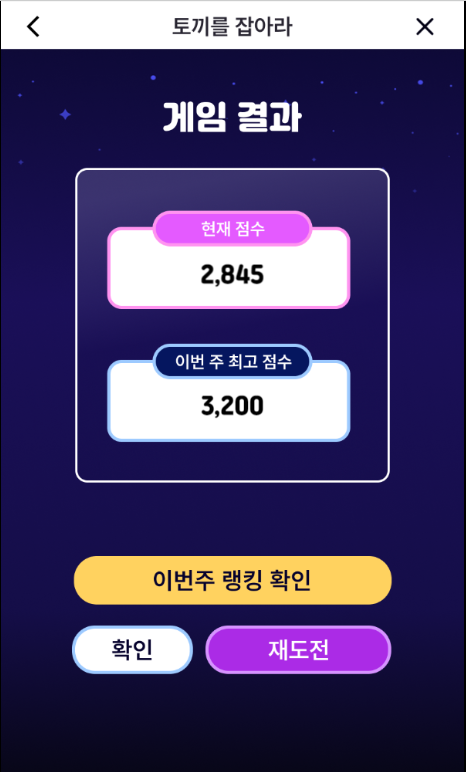 토끼를 잡아라
게임 결과
현재 점수
2,845
이번 주 최고 점수
3,200
이번주 랭킹 확인
확인
재도전